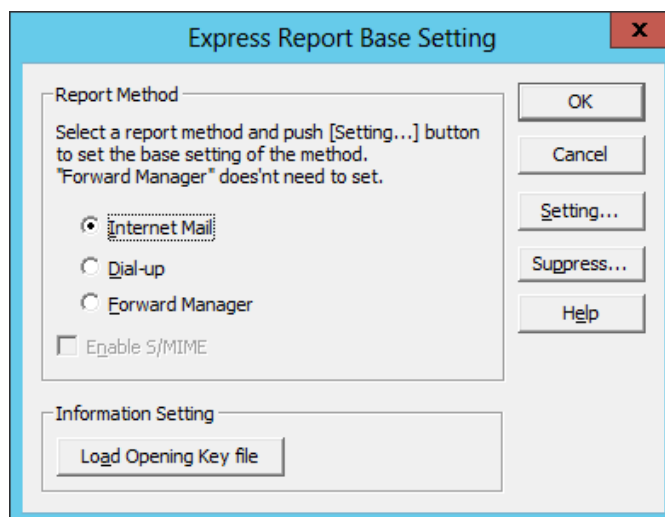 Express Report Base Setting
x
Report Method
Select a report method and push [Setting...] button
to set the base setting of the method.
"Forward Manager" does'nt need to set.
Internet Mail
Dial-up
Forward Manager
Enable S/MIME
Information Setting
Load Opening Key file
OK
Cancel
Setting...
Suppress...
Help